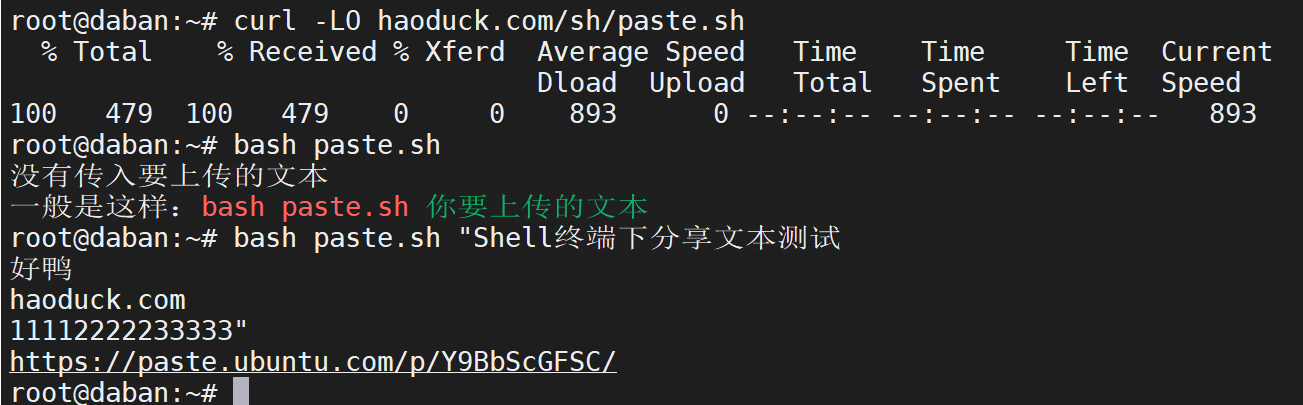 root@daban:~# curl -LO haoduck.com/sh/paste.sh
  % Total    % Received % Xferd  Average Speed   Time    Time     Time  Current
                                 Dload  Upload   Total   Spent    Left  Speed
100   479  100   479    0     0    893      0 --:--:-- --:--:-- --:--:--   893
root@daban:~# bash paste.sh
没有传入要上传的文本
一般是这样：bash paste.sh 你要上传的文本
root@daban:~# bash paste.sh "Shell终端下分享文本测试
好鸭
haoduck.com
11112222233333"
https://paste.ubuntu.com/p/Y9BbScGFSC/
root@daban:~#